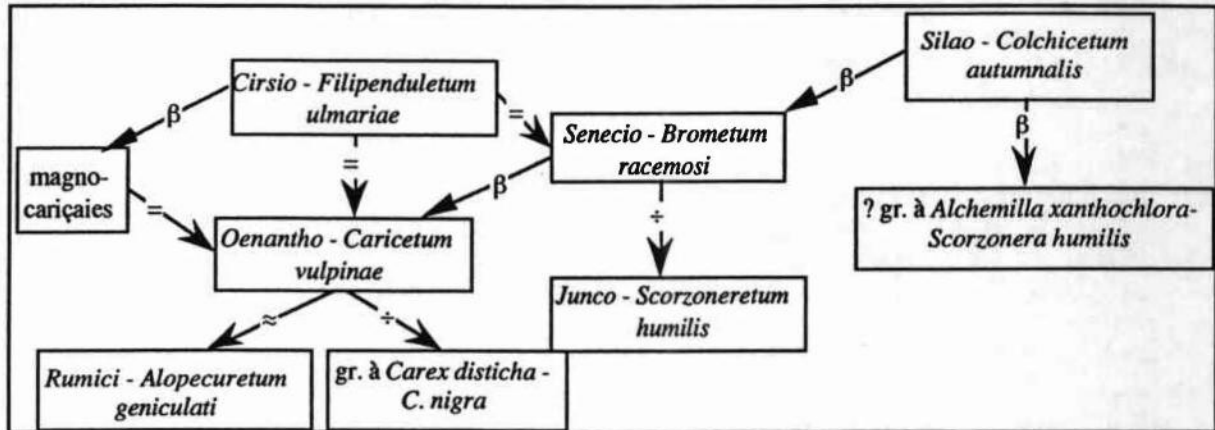 Silao - Colchicetum
autumnalis
Cirsio - Filipenduletum
ulmariae
β
=
β
Senecio - Brometum
racemosi
β
magno-
cariçaies
=
=
β
÷
? gr. à Alchemilla xanthochlora-
Scorzonera humilis
Oenantho - Caricetum
vulpinae
Junco - Scorzoneretum
humilis
≈
÷
Rumici - Alopecuretum
geniculati
gr. à Carex disticha -
C. nigra